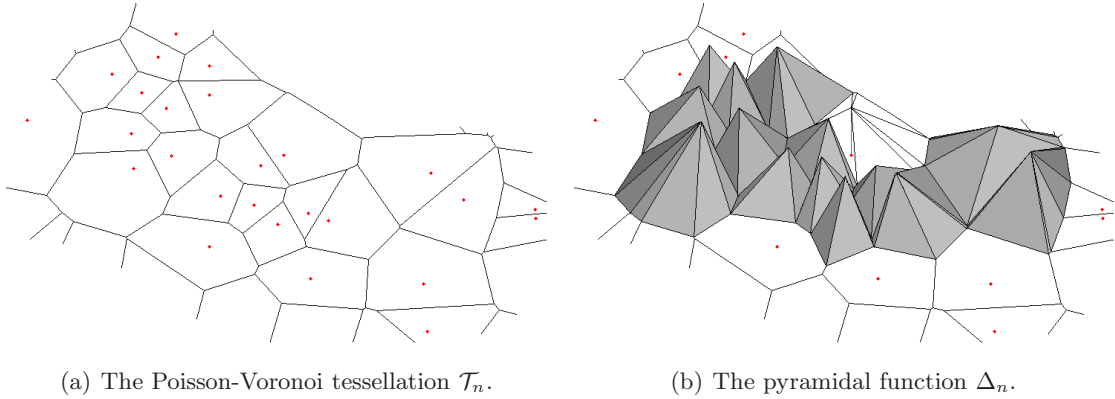 (a) The Poisson-Voronoi tessellation 𝒯ₙ.
(b) The pyramidal function Δₙ.